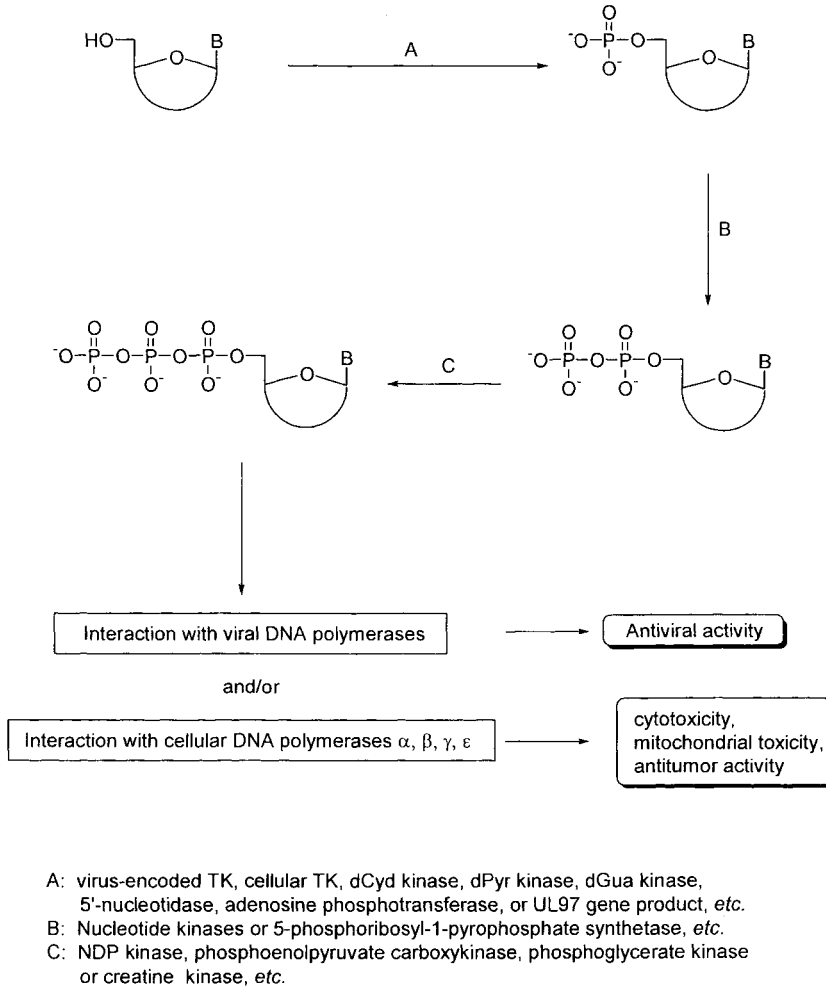 HO
O
B
A
O
⁻O-P-O
O⁻
O
B
B
O O O
⁻O-P-O-P-O-P-O
O⁻ O⁻ O⁻
O
B
C
O O
⁻O-P-O-P-O
O⁻ O⁻
O
B
Interaction with viral DNA polymerases
Antiviral activity
and/or
Interaction with cellular DNA polymerases α, β, γ, ε
cytotoxicity,
mitochondrial toxicity,
antitumor activity
A: virus-encoded TK, cellular TK, dCyd kinase, dPyr kinase, dGua kinase,
5'-nucleotidase, adenosine phosphotransferase, or UL97 gene product, etc.
B: Nucleotide kinases or 5-phosphoribosyl-1-pyrophosphate synthetase, etc.
C: NDP kinase, phosphoenolpyruvate carboxykinase, phosphoglycerate kinase
or creatine kinase, etc.